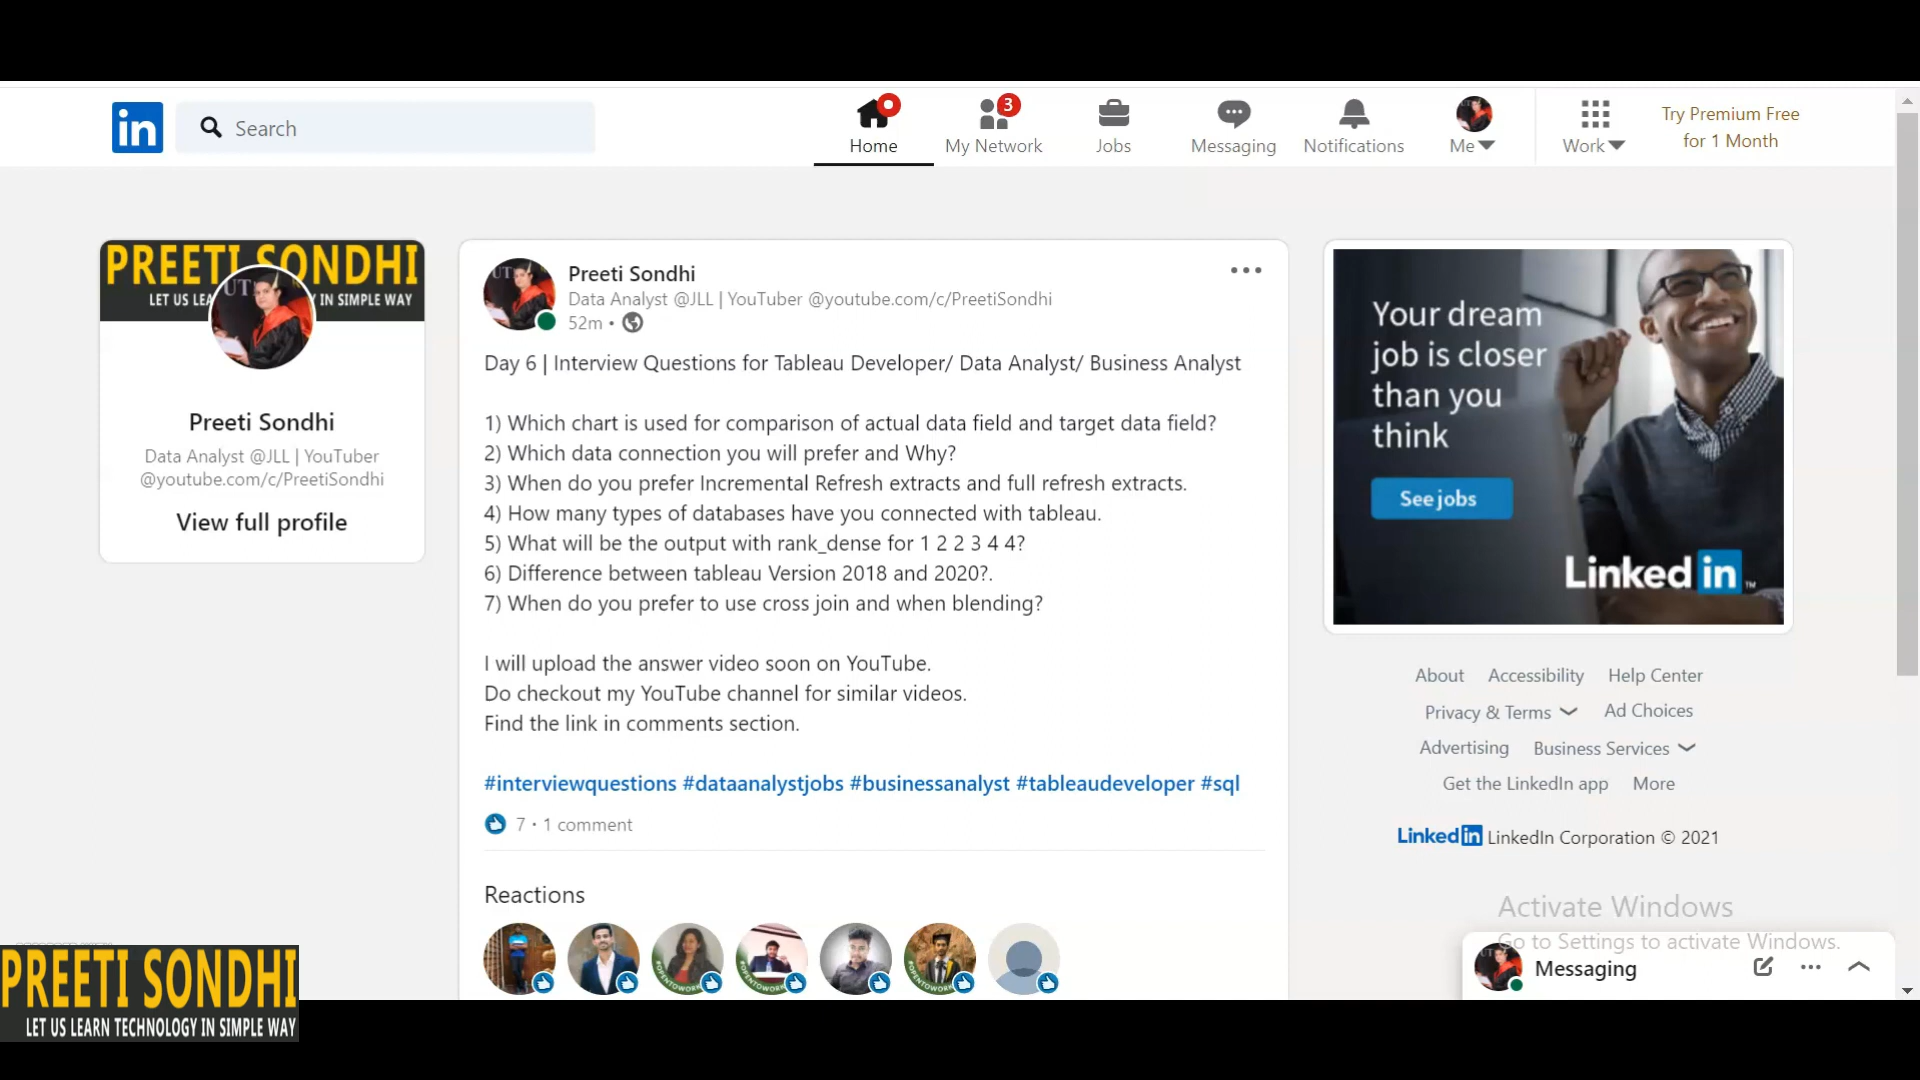 in
Search
Home
3
My Network
Jobs
Messaging
Notifications
Me
Work
Try Premium Free
for 1 Month
PREETI SONDHI
LET US LEA
Y IN SIMPLE WAY
Preeti Sondhi
Data Analyst @JLL | YouTuber
@youtube.com/c/PreetiSondhi
View full profile
Preeti Sondhi
Data Analyst @JLL | YouTuber @youtube.com/c/PreetiSondhi
52m •
Day 6 | Interview Questions for Tableau Developer/ Data Analyst/ Business Analyst
1) Which chart is used for comparison of actual data field and target data field?
2) Which data connection you will prefer and Why?
3) When do you prefer Incremental Refresh extracts and full refresh extracts.
4) How many types of databases have you connected with tableau.
5) What will be the output with rank_dense for 1 2 2 3 4 4?
6) Difference between tableau Version 2018 and 2020?.
7) When do you prefer to use cross join and when blending?
I will upload the answer video soon on YouTube.
Do checkout my YouTube channel for similar videos.
Find the link in comments section.
#interviewquestions #dataanalystjobs #businessanalyst #tableaudeveloper #sql
7 • 1 comment
Reactions
Your dream
job is closer
than you
think
See jobs
Linked in
About Accessibility Help Center
Privacy & Terms Ad Choices
Advertising Business Services
Get the LinkedIn app More
Linked in LinkedIn Corporation © 2021
Activate Windows
Go to Settings to activate Windows.
Messaging
PREETI SONDHI
LET US LEARN TECHNOLOGY IN SIMPLE WAY